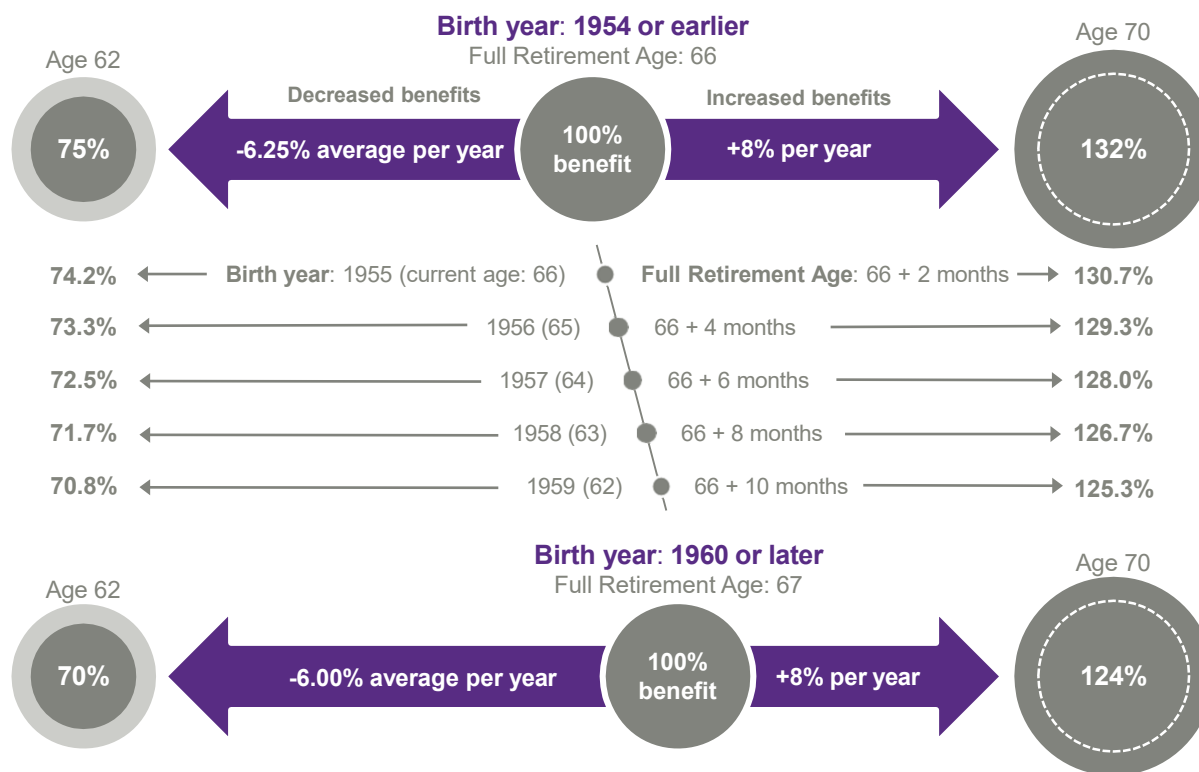 Birth year: 1954 or earlier
Full Retirement Age: 66
Age 62
Age 70
Decreased benefits
Increased benefits
75%
-6.25% average per year
100%
benefit
+8% per year
132%
74.2%
Birth year: 1955 (current age: 66)
Full Retirement Age: 66 + 2 months
130.7%
73.3%
1956 (65)
66 + 4 months
129.3%
72.5%
1957 (64)
66 + 6 months
128.0%
71.7%
1958 (63)
66 + 8 months
126.7%
70.8%
1959 (62)
66 + 10 months
125.3%
Birth year: 1960 or later
Full Retirement Age: 67
Age 62
Age 70
70%
-6.00% average per year
100%
benefit
+8% per year
124%